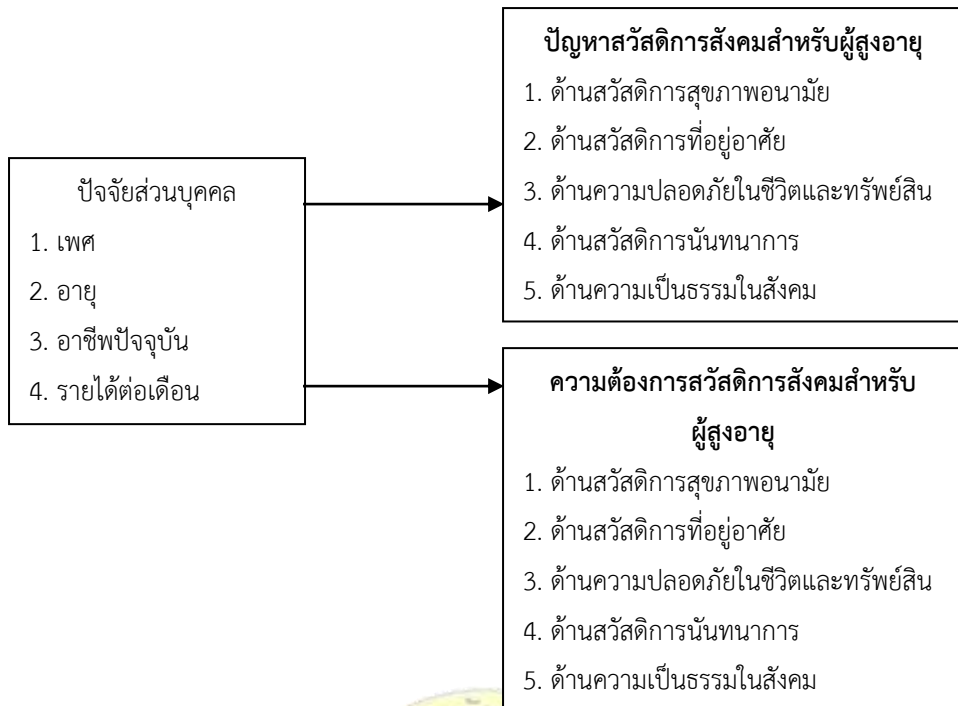 ปัจจัยส่วนบุคคล
1. เพศ
2. อายุ
3. อาชีพปัจจุบัน
4. รายได้ต่อเดือน
ปัญหาสวัสดิการสังคมสำหรับผู้สูงอายุ
1. ด้านสวัสดิการสุขภาพอนามัย
2. ด้านสวัสดิการที่อยู่อาศัย
3. ด้านความปลอดภัยในชีวิตและทรัพย์สิน
4. ด้านสวัสดิการนันทนาการ
5. ด้านความเป็นธรรมในสังคม
ความต้องการสวัสดิการสังคมสำหรับ
ผู้สูงอายุ
1. ด้านสวัสดิการสุขภาพอนามัย
2. ด้านสวัสดิการที่อยู่อาศัย
3. ด้านความปลอดภัยในชีวิตและทรัพย์สิน
4. ด้านสวัสดิการนันทนาการ
5. ด้านความเป็นธรรมในสังคม